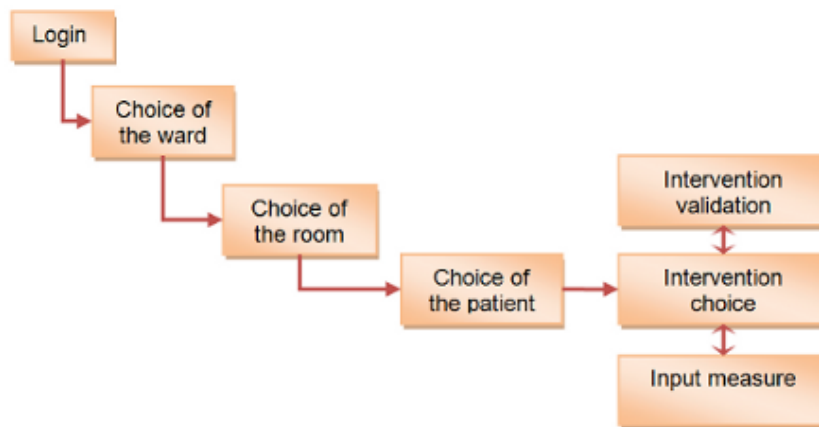 Login
Choice of
the ward
Choice of
the room
Choice of
the patient
Intervention
validation
Intervention
choice
Input measure